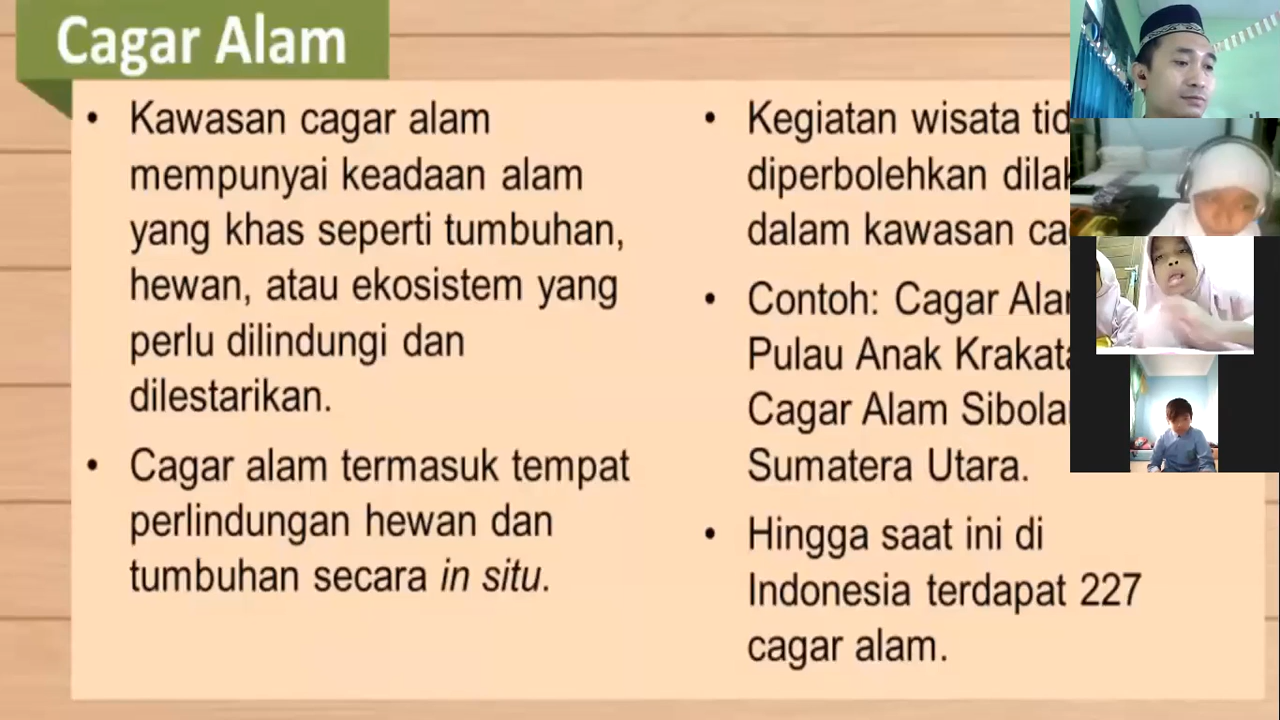 Cagar Alam
Kawasan cagar alam
mempunyai keadaan alam
yang khas seperti tumbuhan,
hewan, atau ekosistem yang
perlu dilindungi dan
dilestarikan.
Cagar alam termasuk tempat
perlindungan hewan dan
tumbuhan secara in situ.
Kegiatan wisata
diperbolehkan
dalam kawasan
Contoh: Cagar
Pulau Anak
Cagar Alam
Sumatera Utara.
Hingga saat ini di
Indonesia terdapat 227
cagar alam.